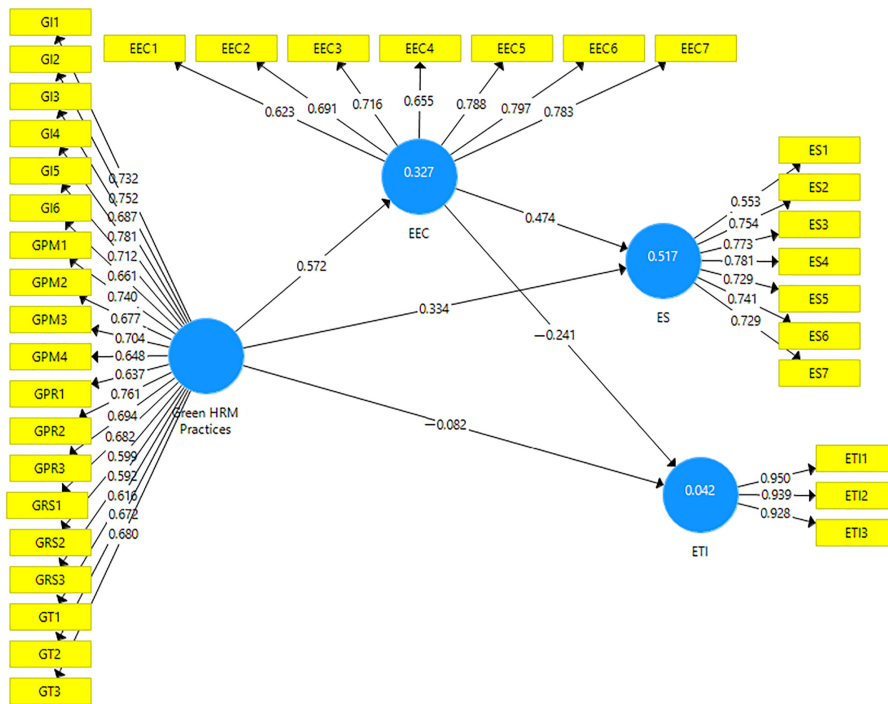 GI1
GI2
GI3
GI4
GI5
GI6
GPM1
GPM2
GPM3
GPM4
GPR1
GPR2
GPR3
GRS1
GRS2
GRS3
GT1
GT2
GT3
0.732
0.752
0.687
0.781
0.712
0.661
0.740
0.677
0.704
0.648
0.637
0.761
0.694
0.682
0.599
0.592
0.616
0.672
0.680
Green HRM
Practices
EEC1
EEC2
EEC3
EEC4
EEC5
EEC6
EEC7
0.623
0.691
0.716
0.655
0.788
0.797
0.783
0.327
EEC
0.572
0.474
0.334
−0.241
−0.082
0.517
ES
0.553
0.754
0.773
0.781
0.729
0.741
0.729
ES1
ES2
ES3
ES4
ES5
ES6
ES7
0.042
ETI
0.950
0.939
0.928
ETI1
ETI2
ETI3